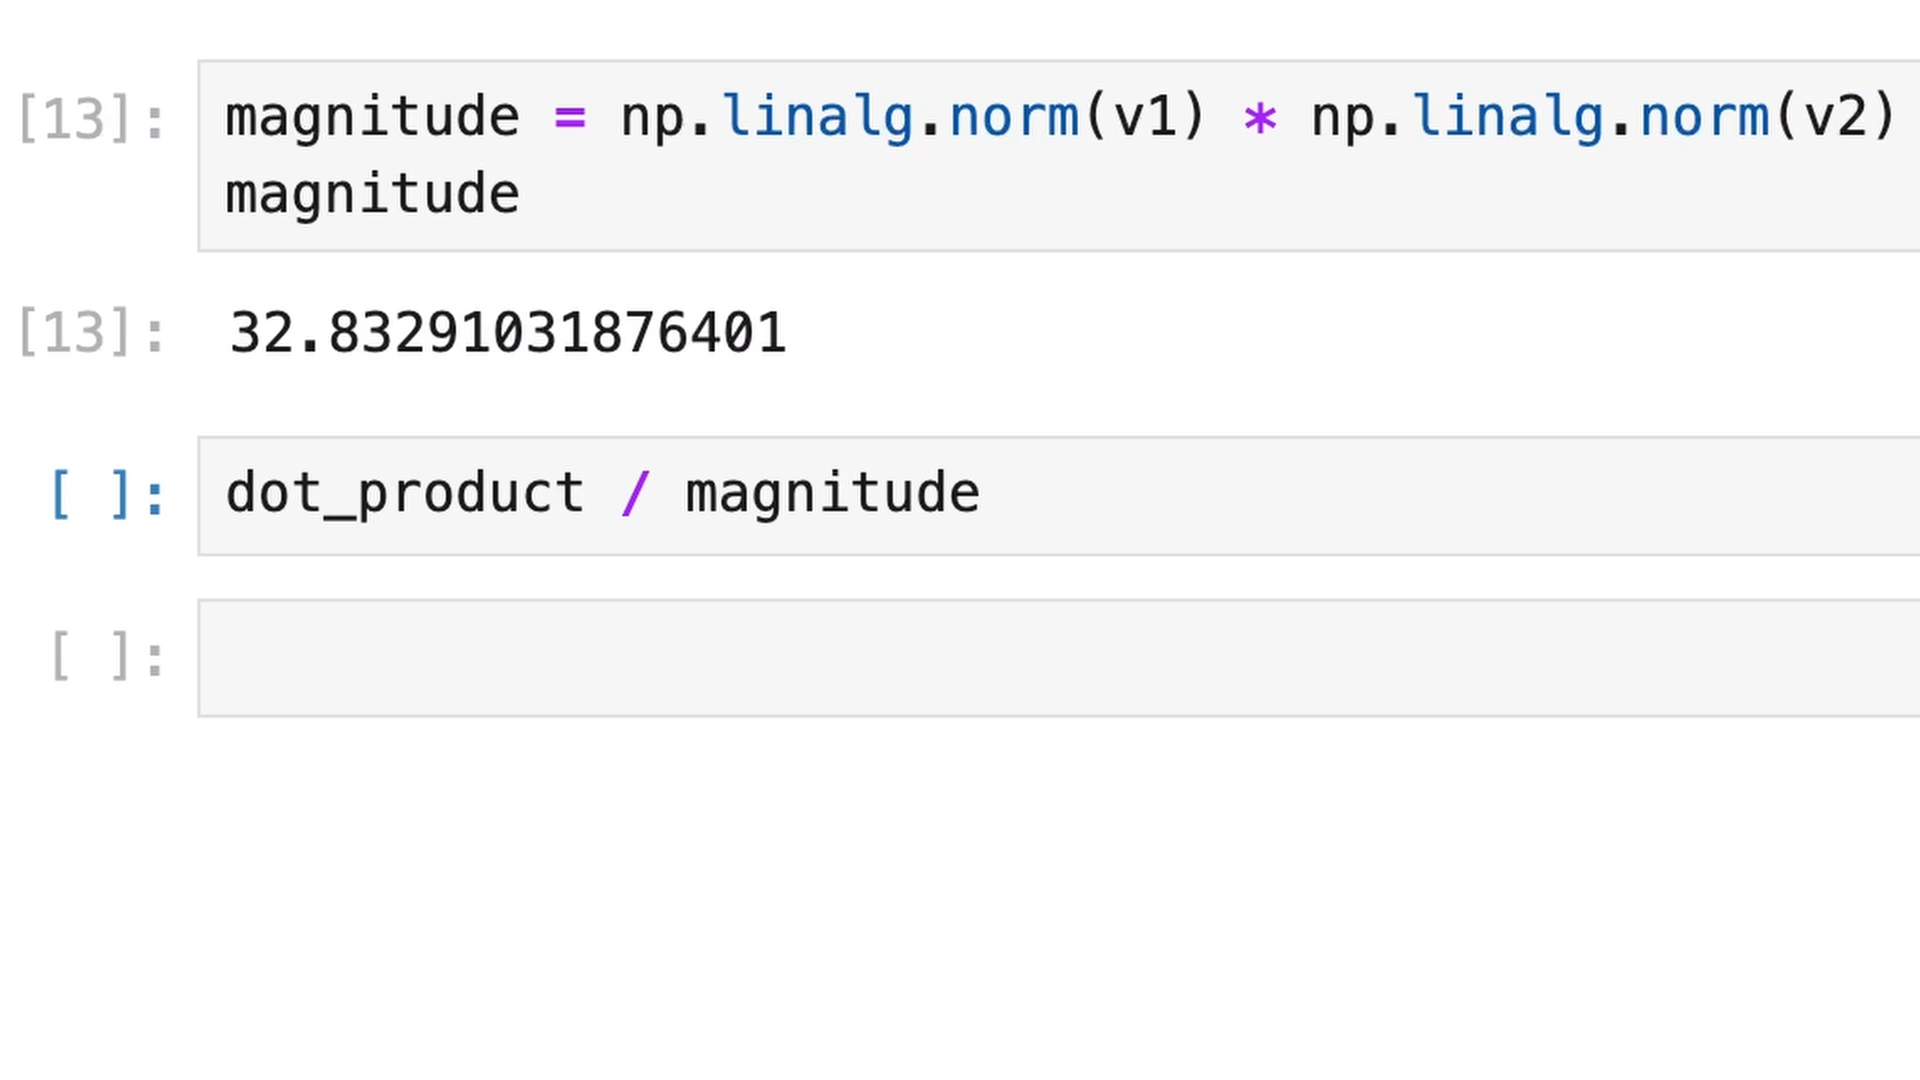 [13]: magnitude = np.linalg.norm(v1) * np.linalg.norm(v2)
magnitude
[13]: 32.83291031876401
[ ]: dot_product / magnitude
[ ]: